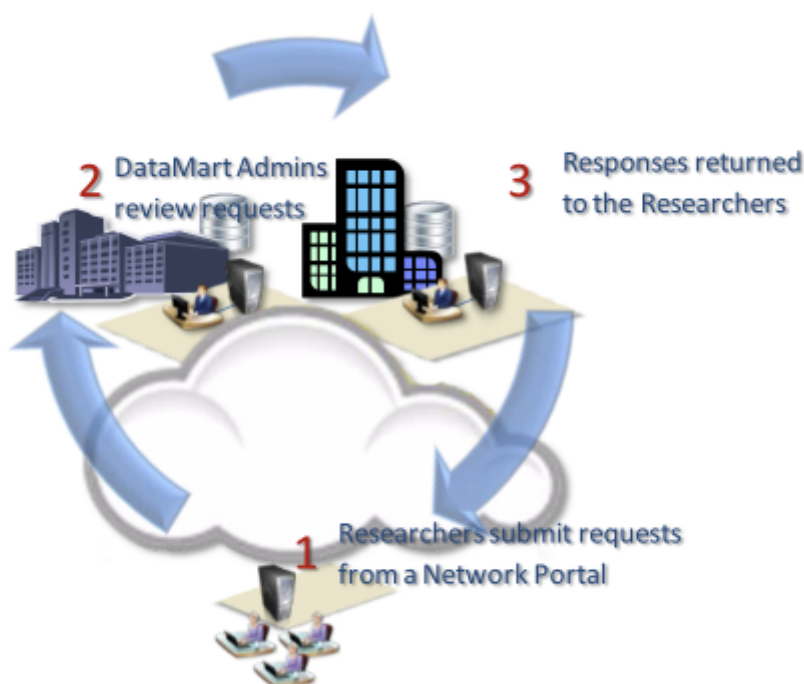 2
DataMart Admins
review requests
3
Responses returned
to the Researchers
1
Researchers submit requests
from a Network Portal